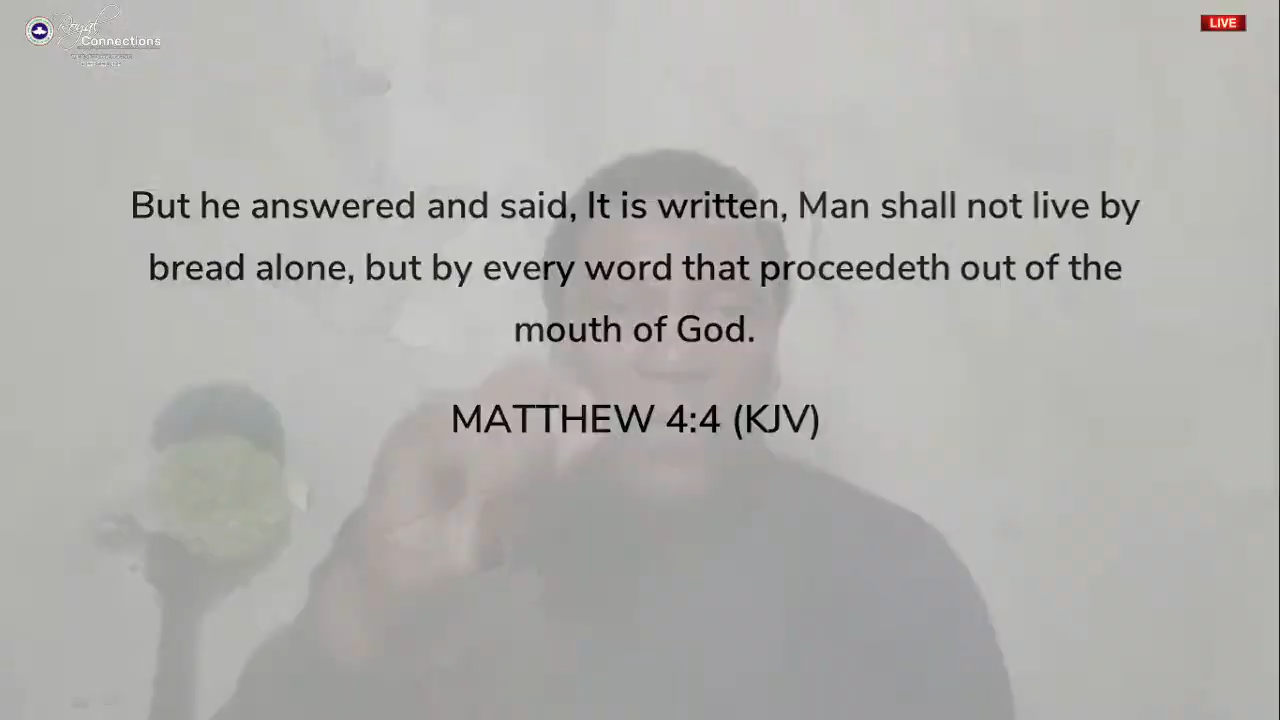 Royal
Connections
LIVE
But he answered and said, It is written, Man shall not live by
bread alone, but by every word that proceedeth out of the
mouth of God.
MATTHEW 4:4 (KJV)